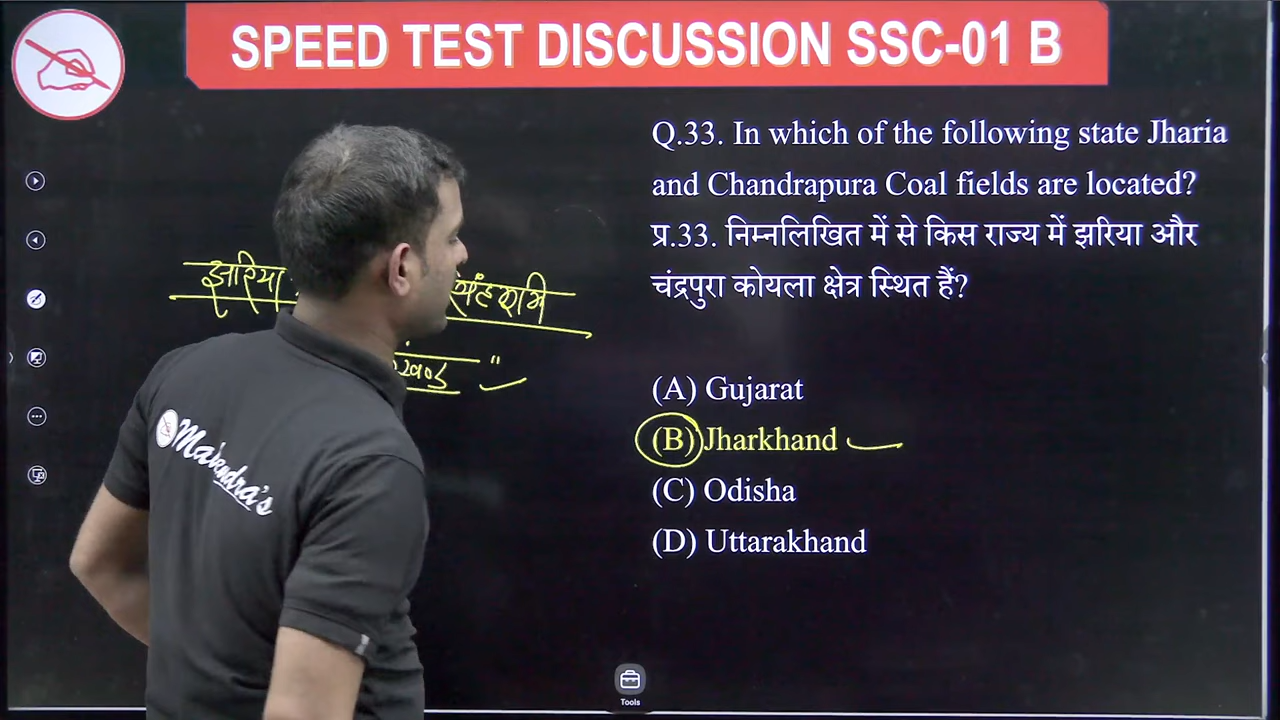 SPEED TEST DISCUSSION SSC-01 B
Q.33. In which of the following state Jharia
and Chandrapura Coal fields are located?
प्र.33. निम्नलिखित में से किस राज्य में झरिया और
चंद्रपुरा कोयला क्षेत्र स्थित हैं?
(A) Gujarat
(B) Jharkhand
(C) Odisha
(D) Uttarakhand
झरिया
Mahendra's
Tools